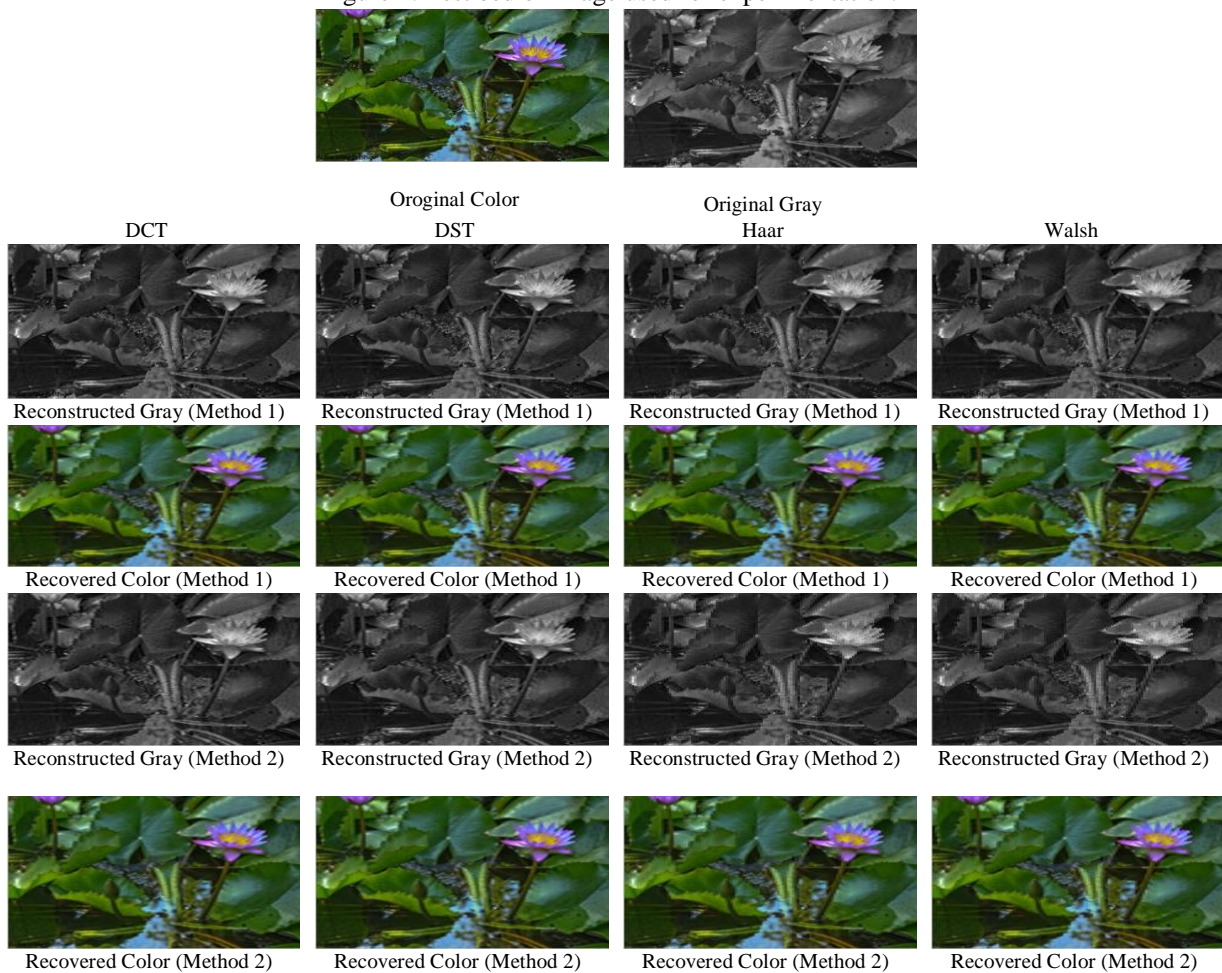 Oroginal Color
Original Gray
DCT DST Haar Walsh
Reconstructed Gray (Method 1) Reconstructed Gray (Method 1) Reconstructed Gray (Method 1) Reconstructed Gray (Method 1)
Recovered Color (Method 1) Recovered Color (Method 1) Recovered Color (Method 1) Recovered Color (Method 1)
Reconstructed Gray (Method 2) Reconstructed Gray (Method 2) Reconstructed Gray (Method 2) Reconstructed Gray (Method 2)
Recovered Color (Method 2) Recovered Color (Method 2) Recovered Color (Method 2) Recovered Color (Method 2)